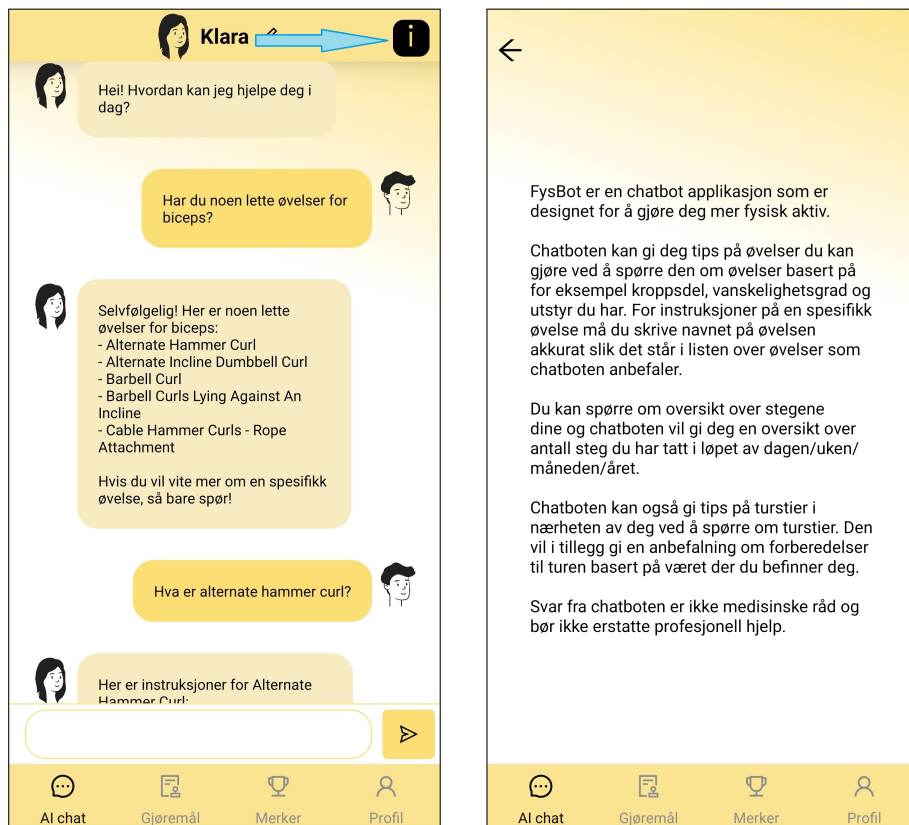 Klara
i
Hei! Hvordan kan jeg hjelpe deg i
dag?
Har du noen lette øvelser for
biceps?
Selvfølgelig! Her er noen lette
øvelser for biceps:
- Alternate Hammer Curl
- Alternate Incline Dumbbell Curl
- Barbell Curl
- Barbell Curls Lying Against An
Incline
- Cable Hammer Curls - Rope
Attachment
Hvis du vil vite mer om en spesifikk
øvelse, så bare spør!
Hva er alternate hammer curl?
Her er instruksjoner for Alternate
Hammer Curl:
AI chat
Gjøremål
Merker
Profil
FysBot er en chatbot applikasjon som er
designet for å gjøre deg mer fysisk aktiv.
Chatboten kan gi deg tips på øvelser du kan
gjøre ved å spørre den om øvelser basert på
for eksempel kroppsdel, vanskelighetsgrad og
utstyr du har. For instruksjoner på en spesifikk
øvelse må du skrive navnet på øvelsen
akkurat slik det står i listen over øvelser som
chatboten anbefaler.
Du kan spørre om oversikt over stegene
dine og chatboten vil gi deg en oversikt over
antall steg du har tatt i løpet av dagen/uken/
måneden/året.
Chatboten kan også gi tips på turstier i
nærheten av deg ved å spørre om turstier. Den
vil i tillegg gi en anbefalning om forberedelser
til turen basert på været der du befinner deg.
Svar fra chatboten er ikke medisinske råd og
bør ikke erstatte profesjonell hjelp.
AI chat
Gjøremål
Merker
Profil